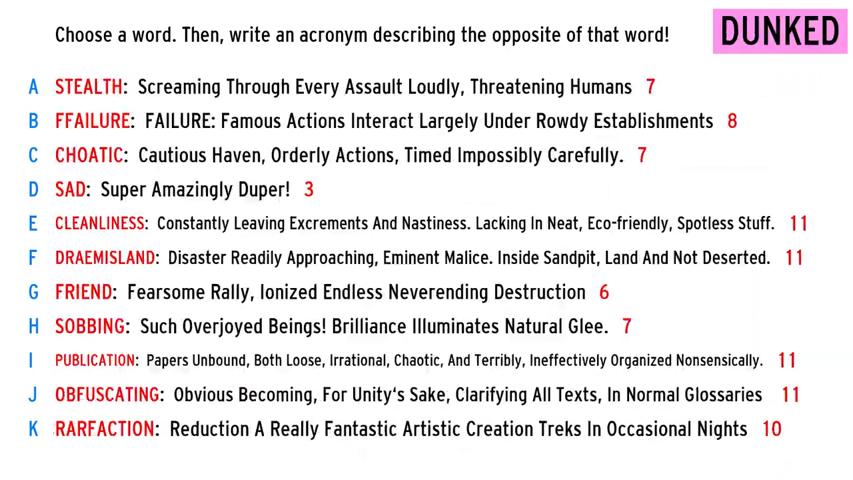 Choose a word. Then, write an acronym describing the opposite of that word!
DUNKED
A STEALTH: Screaming Through Every Assault Loudly, Threatening Humans 7
B FFAILURE: FAILURE: Famous Actions Interact Largely Under Rowdy Establishments 8
C CHOATIC: Cautious Haven, Orderly Actions, Timed Impossibly Carefully. 7
D SAD: Super Amazingly Duper! 3
E CLEANLINESS: Constantly Leaving Excrements And Nastiness. Lacking In Neat, Eco-friendly, Spotless Stuff. 11
F DRAEMISLAND: Disaster Readily Approaching, Eminent Malice. Inside Sandpit, Land And Not Deserted. 11
G FRIEND: Fearsome Rally, Ionized Endless Neverending Destruction 6
H SOBBING: Such Overjoyed Beings! Brilliance Illuminates Natural Glee. 7
I PUBLICATION: Papers Unbound, Both Loose, Irrational, Chaotic, And Terribly, Ineffectively Organized Nonsensically. 11
J OBFUSCATING: Obvious Becoming, For Unity's Sake, Clarifying All Texts, In Normal Glossaries 11
K RARFACTION: Reduction A Really Fantastic Artistic Creation Treks In Occasional Nights 10